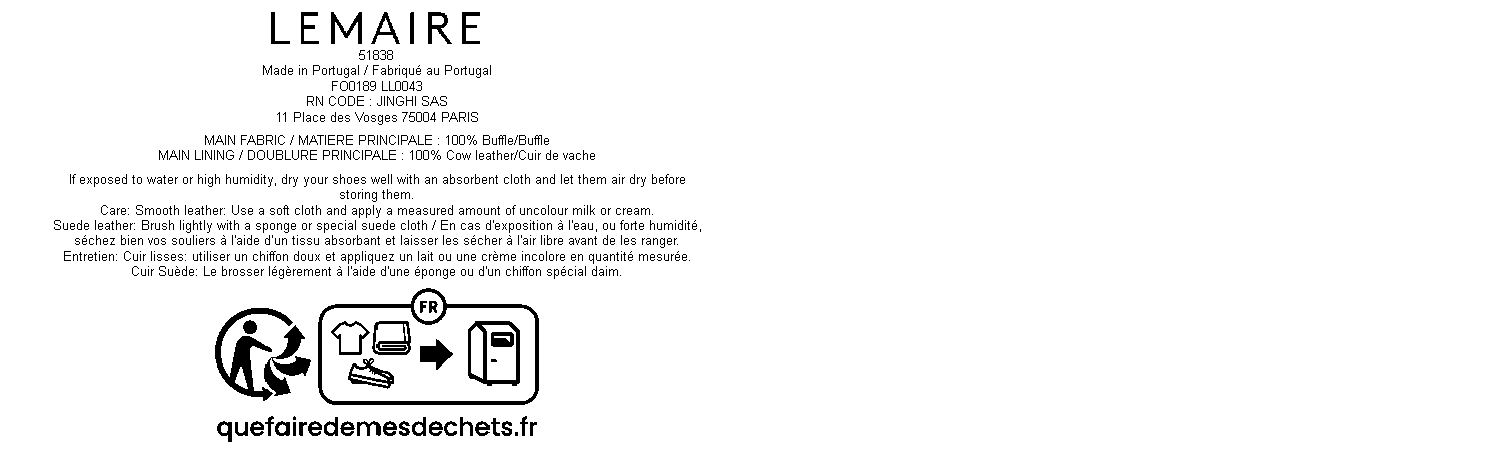 LEMAIRE
51838
Made in Portugal / Fabriqué au Portugal
FO0189 LL0043
RN CODE : JINGHI SAS
11 Place des Vosges 75004 PARIS
MAIN FABRIC / MATIERE PRINCIPALE : 100% Buffle/Buffle
MAIN LINING / DOUBLURE PRINCIPALE : 100% Cow leather/Cuir de vache
If exposed to water or high humidity, dry your shoes well with an absorbent cloth and let them air dry before
storing them.
Care: Smooth leather: Use a soft cloth and apply a measured amount of uncolour milk or cream.
Suede leather: Brush lightly with a sponge or special suede cloth / En cas d'exposition à l'eau, ou forte humidité,
séchez bien vos souliers à l'aide d'un tissu absorbant et laisser les sécher à l'air libre avant de les ranger.
Entretien: Cuir lisses: utiliser un chiffon doux et appliquez un lait ou une crème incolore en quantité mesurée.
Cuir Suède: Le brosser légèrement à l'aide d'une éponge ou d'un chiffon spécial daim.
FR
quefairedemesdechets.fr